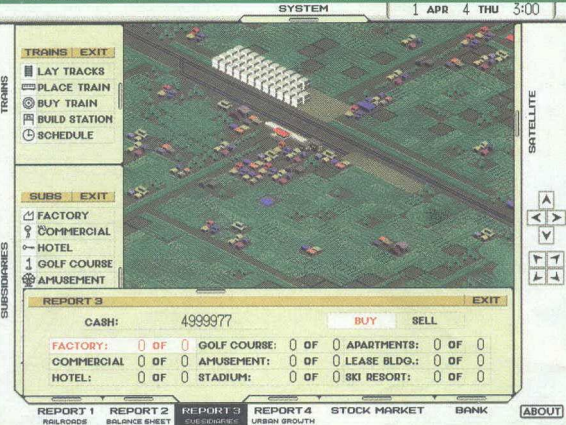 SYSTEM
1 APR 4 THU 3:00
TRAINS
TRAINS EXIT
LAY TRACKS
PLACE TRAIN
BUY TRAIN
BUILD STATION
SCHEDULE
SATELLITE
SUBSIDIARIES
SUBS EXIT
FACTORY
COMMERCIAL
HOTEL
GOLF COURSE
AMUSEMENT
REPORT 3 EXIT
CASH: 4999977 BUY SELL
FACTORY: 0 OF 0 GOLF COURSE: 0 OF 0 APARTMENTS: 0 OF 0
COMMERCIAL 0 OF 0 AMUSEMENT: 0 OF 0 LEASE BLDG.: 0 OF 0
HOTEL: 0 OF 0 STADIUM: 0 OF 0 SKI RESORT: 0 OF 0
REPORT 1 REPORT 2 REPORT 3 REPORT 4 STOCK MARKET BANK ABOUT
RAILROADS BALANCE SHEET SUBSIDIARIES URBAN GROWTH